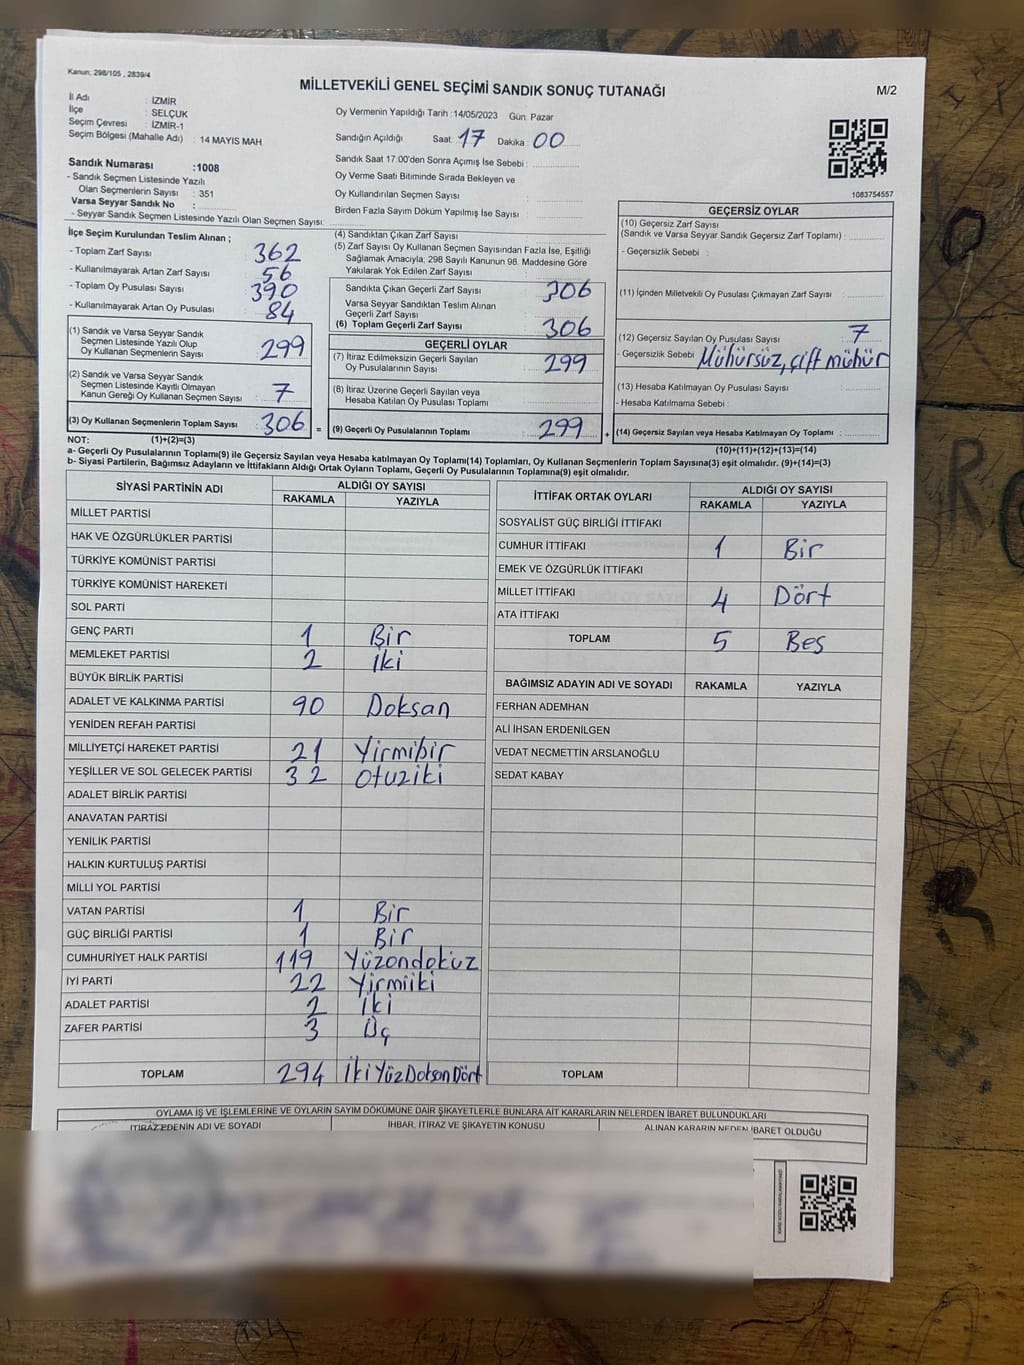 Kanun; 298/105 , 2839/4
MİLLETVEKİLİ GENEL SEÇİMİ SANDIK SONUÇ TUTANAĞI
M/2
İl Adı : İZMİR
İlçe : SELÇUK
Seçim Çevresi : İZMİR-1
Seçim Bölgesi (Mahalle Adı) : 14 MAYIS MAH.
Oy Vermenin Yapıldığı Tarih :14/05/2023 Gün: Pazar
Sandığın Açıldığı Saat: 17 Dakika: 00
Sandık Saat 17.00'den Sonra Açımış İse Sebebi :
Oy Verme Saati Bitiminde Sırada Bekleyen ve
Oy Kullandırılan Seçmen Sayısı
Birden Fazla Sayım Döküm Yapılmış İse Sayısı
Sandık Numarası :1008
- Sandık Seçmen Listesinde Yazılı
Olan Seçmenlerin Sayısı : 351
Varsa Seyyar Sandık No :
- Seyyar Sandık Seçmen Listesinde Yazılı Olan Seçmen Sayısı:
1083754557
İlçe Seçim Kurulundan Teslim Alınan ;
- Toplam Zarf Sayısı 362
- Kullanılmayarak Artan Zarf Sayısı 56
- Toplam Oy Pusulası Sayısı 390
- Kullanılmayarak Artan Oy Pusulası 84
(1) Sandık ve Varsa Seyyar Sandık
Seçmen Listesinde Yazılı Olup
Oy Kullanan Seçmenlerin Sayısı 299
(2) Sandık ve Varsa Seyyar Sandık
Seçmen Listesinde Kayıtlı Olmayan
Kanun Gereği Oy Kullanan Seçmen Sayısı 7
(3) Oy Kullanan Seçmenlerin Toplam Sayısı 306 =
(4) Sandıktan Çıkan Zarf Sayısı
(5) Zarf Sayısı Oy Kullanan Seçmen Sayısından Fazla İse, Eşitliği
Sağlamak Amacıyla; 298 Sayılı Kanunun 98. Maddesine Göre
Yakılarak Yok Edilen Zarf Sayısı
Sandıkta Çıkan Geçerli Zarf Sayısı 306
Varsa Seyyar Sandıktan Teslim Alınan
Geçerli Zarf Sayısı
(6) Toplam Geçerli Zarf Sayısı 306
GEÇERLİ OYLAR
(7) İtiraz Edilmeksizin Geçerli Sayılan
Oy Pusulalarının Sayısı 299
(8) İtiraz Üzerine Geçerli Sayılan veya
Hesaba Katılan Oy Pusulası Toplamı
(9) Geçerli Oy Pusulalarının Toplamı 299 +
GEÇERSİZ OYLAR
(10) Geçersiz Zarf Sayısı
(Sandık ve Varsa Seyyar Sandık Geçersiz Zarf Toplamı) :
- Geçersizlik Sebebi :
(11) İçinden Milletvekili Oy Pusulası Çıkmayan Zarf Sayısı :
(12) Geçersiz Sayılan Oy Pusulası Sayısı : 7
- Geçersizlik Sebebi : Mühürsüz, çift mühür
(13) Hesaba Katılmayan Oy Pusulası Sayısı :
- Hesaba Katılmama Sebebi :
(14) Geçersiz Sayılan veya Hesaba Katılmayan Oy Toplamı :
NOT: (1)+(2)=(3)
(10)+(11)+(12)+(13)=(14)
a- Geçerli Oy Pusulalarının Toplamı(9) ile Geçersiz Sayılan veya Hesaba katılmayan Oy Toplamı(14) Toplamları, Oy Kullanan Seçmenlerin Toplam Sayısına(3) eşit olmalıdır. (9)+(14)=(3)
b- Siyasi Partilerin, Bağımsız Adayların ve İttifakların Aldığı Ortak Oyların Toplamı, Geçerli Oy Pusulalarının Toplamına(9) eşit olmalıdır.
SİYASİ PARTİNİN ADI ALDIĞI OY SAYISI
RAKAMLA YAZIYLA
MİLLET PARTİSİ
HAK VE ÖZGÜRLÜKLER PARTİSİ
TÜRKİYE KOMÜNİST PARTİSİ
TÜRKİYE KOMÜNİST HAREKETİ
SOL PARTİ
GENÇ PARTİ 1 Bir
MEMLEKET PARTİSİ 2 iki
BÜYÜK BİRLİK PARTİSİ
ADALET VE KALKINMA PARTİSİ 90 Doksan
YENİDEN REFAH PARTİSİ
MİLLİYETÇİ HAREKET PARTİSİ 21 Yirmibir
YEŞİLLER VE SOL GELECEK PARTİSİ 32 otuziki
ADALET BİRLİK PARTİSİ
ANAVATAN PARTİSİ
YENİLİK PARTİSİ
HALKIN KURTULUŞ PARTİSİ
MİLLİ YOL PARTİSİ
VATAN PARTİSİ 1 Bir
GÜÇ BİRLİĞİ PARTİSİ 1 Bir
CUMHURİYET HALK PARTİSİ 119 Yüzondokuz
İYİ PARTİ 22 Yirmiiki
ADALET PARTİSİ 2 iki
ZAFER PARTİSİ 3 Üç
TOPLAM 294 İkiYüzDoksanDört
İTTİFAK ORTAK OYLARI ALDIĞI OY SAYISI
RAKAMLA YAZIYLA
SOSYALİST GÜÇ BİRLİĞİ İTTİFAKI
CUMHUR İTTİFAKI 1 Bir
EMEK VE ÖZGÜRLÜK İTTİFAKI
MİLLET İTTİFAKI 4 Dört
ATA İTTİFAKI
TOPLAM 5 Beş
BAĞIMSIZ ADAYIN ADI VE SOYADI RAKAMLA YAZIYLA
FERHAN ADEMHAN
ALİ İHSAN ERDENİLGEN
VEDAT NECMETTİN ARSLANOĞLU
SEDAT KABAY
TOPLAM
OYLAMA İŞ VE İŞLEMLERİNE VE OYLARIN SAYIM DÖKÜMÜNE DAİR ŞİKAYETLERLE BUNLARA AİT KARARLARIN NELERDEN İBARET BULUNDUKLARI
İTİRAZ EDENİN ADI VE SOYADI İHBAR, İTİRAZ VE ŞİKAYETİN KONUSU ALINAN KARARIN NEDEN İBARET OLDUĞU